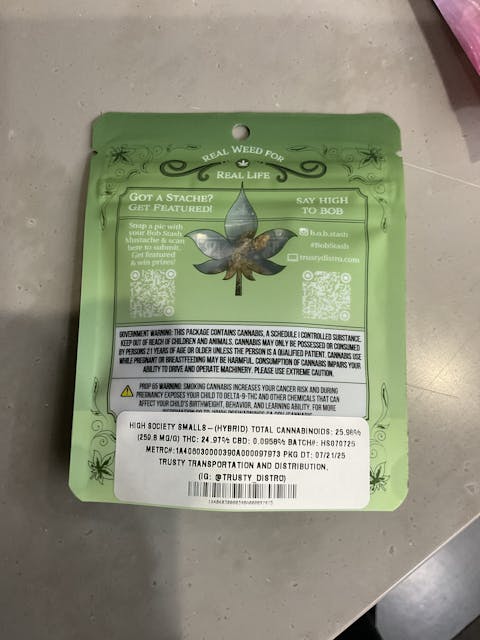 REAL WEED FOR
REAL LIFE
GOT A STACHE?
GET FEATURED!
Snap a pic with
your Bob Stash
Mustache & scan
here to submit.
Get featured
& win prizes!
SAY HIGH
TO BOB
b.o.b.stash
#BobStash
trustydistro.com
GOVERNMENT WARNING: THIS PACKAGE CONTAINS CANNABIS, A SCHEDULE I CONTROLLED SUBSTANCE.
KEEP OUT OF REACH OF CHILDREN AND ANIMALS. CANNABIS MAY ONLY BE POSSESSED OR CONSUMED
BY PERSONS 21 YEARS OF AGE OR OLDER UNLESS THE PERSON IS A QUALIFIED PATIENT. CANNABIS USE
WHILE PREGNANT OR BREASTFEEDING MAY BE HARMFUL. CONSUMPTION OF CANNABIS IMPAIRS YOUR
ABILITY TO DRIVE AND OPERATE MACHINERY. PLEASE USE EXTREME CAUTION.
PROP 65 WARNING: SMOKING CANNABIS INCREASES YOUR CANCER RISK AND DURING
PREGNANCY EXPOSES YOUR CHILD TO DELTA-9-THC AND OTHER CHEMICALS THAT CAN
AFFECT YOUR CHILD'S BIRTHWEIGHT, BEHAVIOR, AND LEARNING ABILITY. FOR MORE
HIGH SOCIETY SMALLS - (HYBRID) TOTAL CANNABINOIDS: 25.98%
(259.8 MG/G) THC: 24.97% CBD: 0.0958% BATCH#: HS070725
METRC#:1A406030000390A000097973 PKG DT: 07/21/25
TRUSTY TRANSPORTATION AND DISTRIBUTION.
(IG: @TRUSTY_DISTRO)